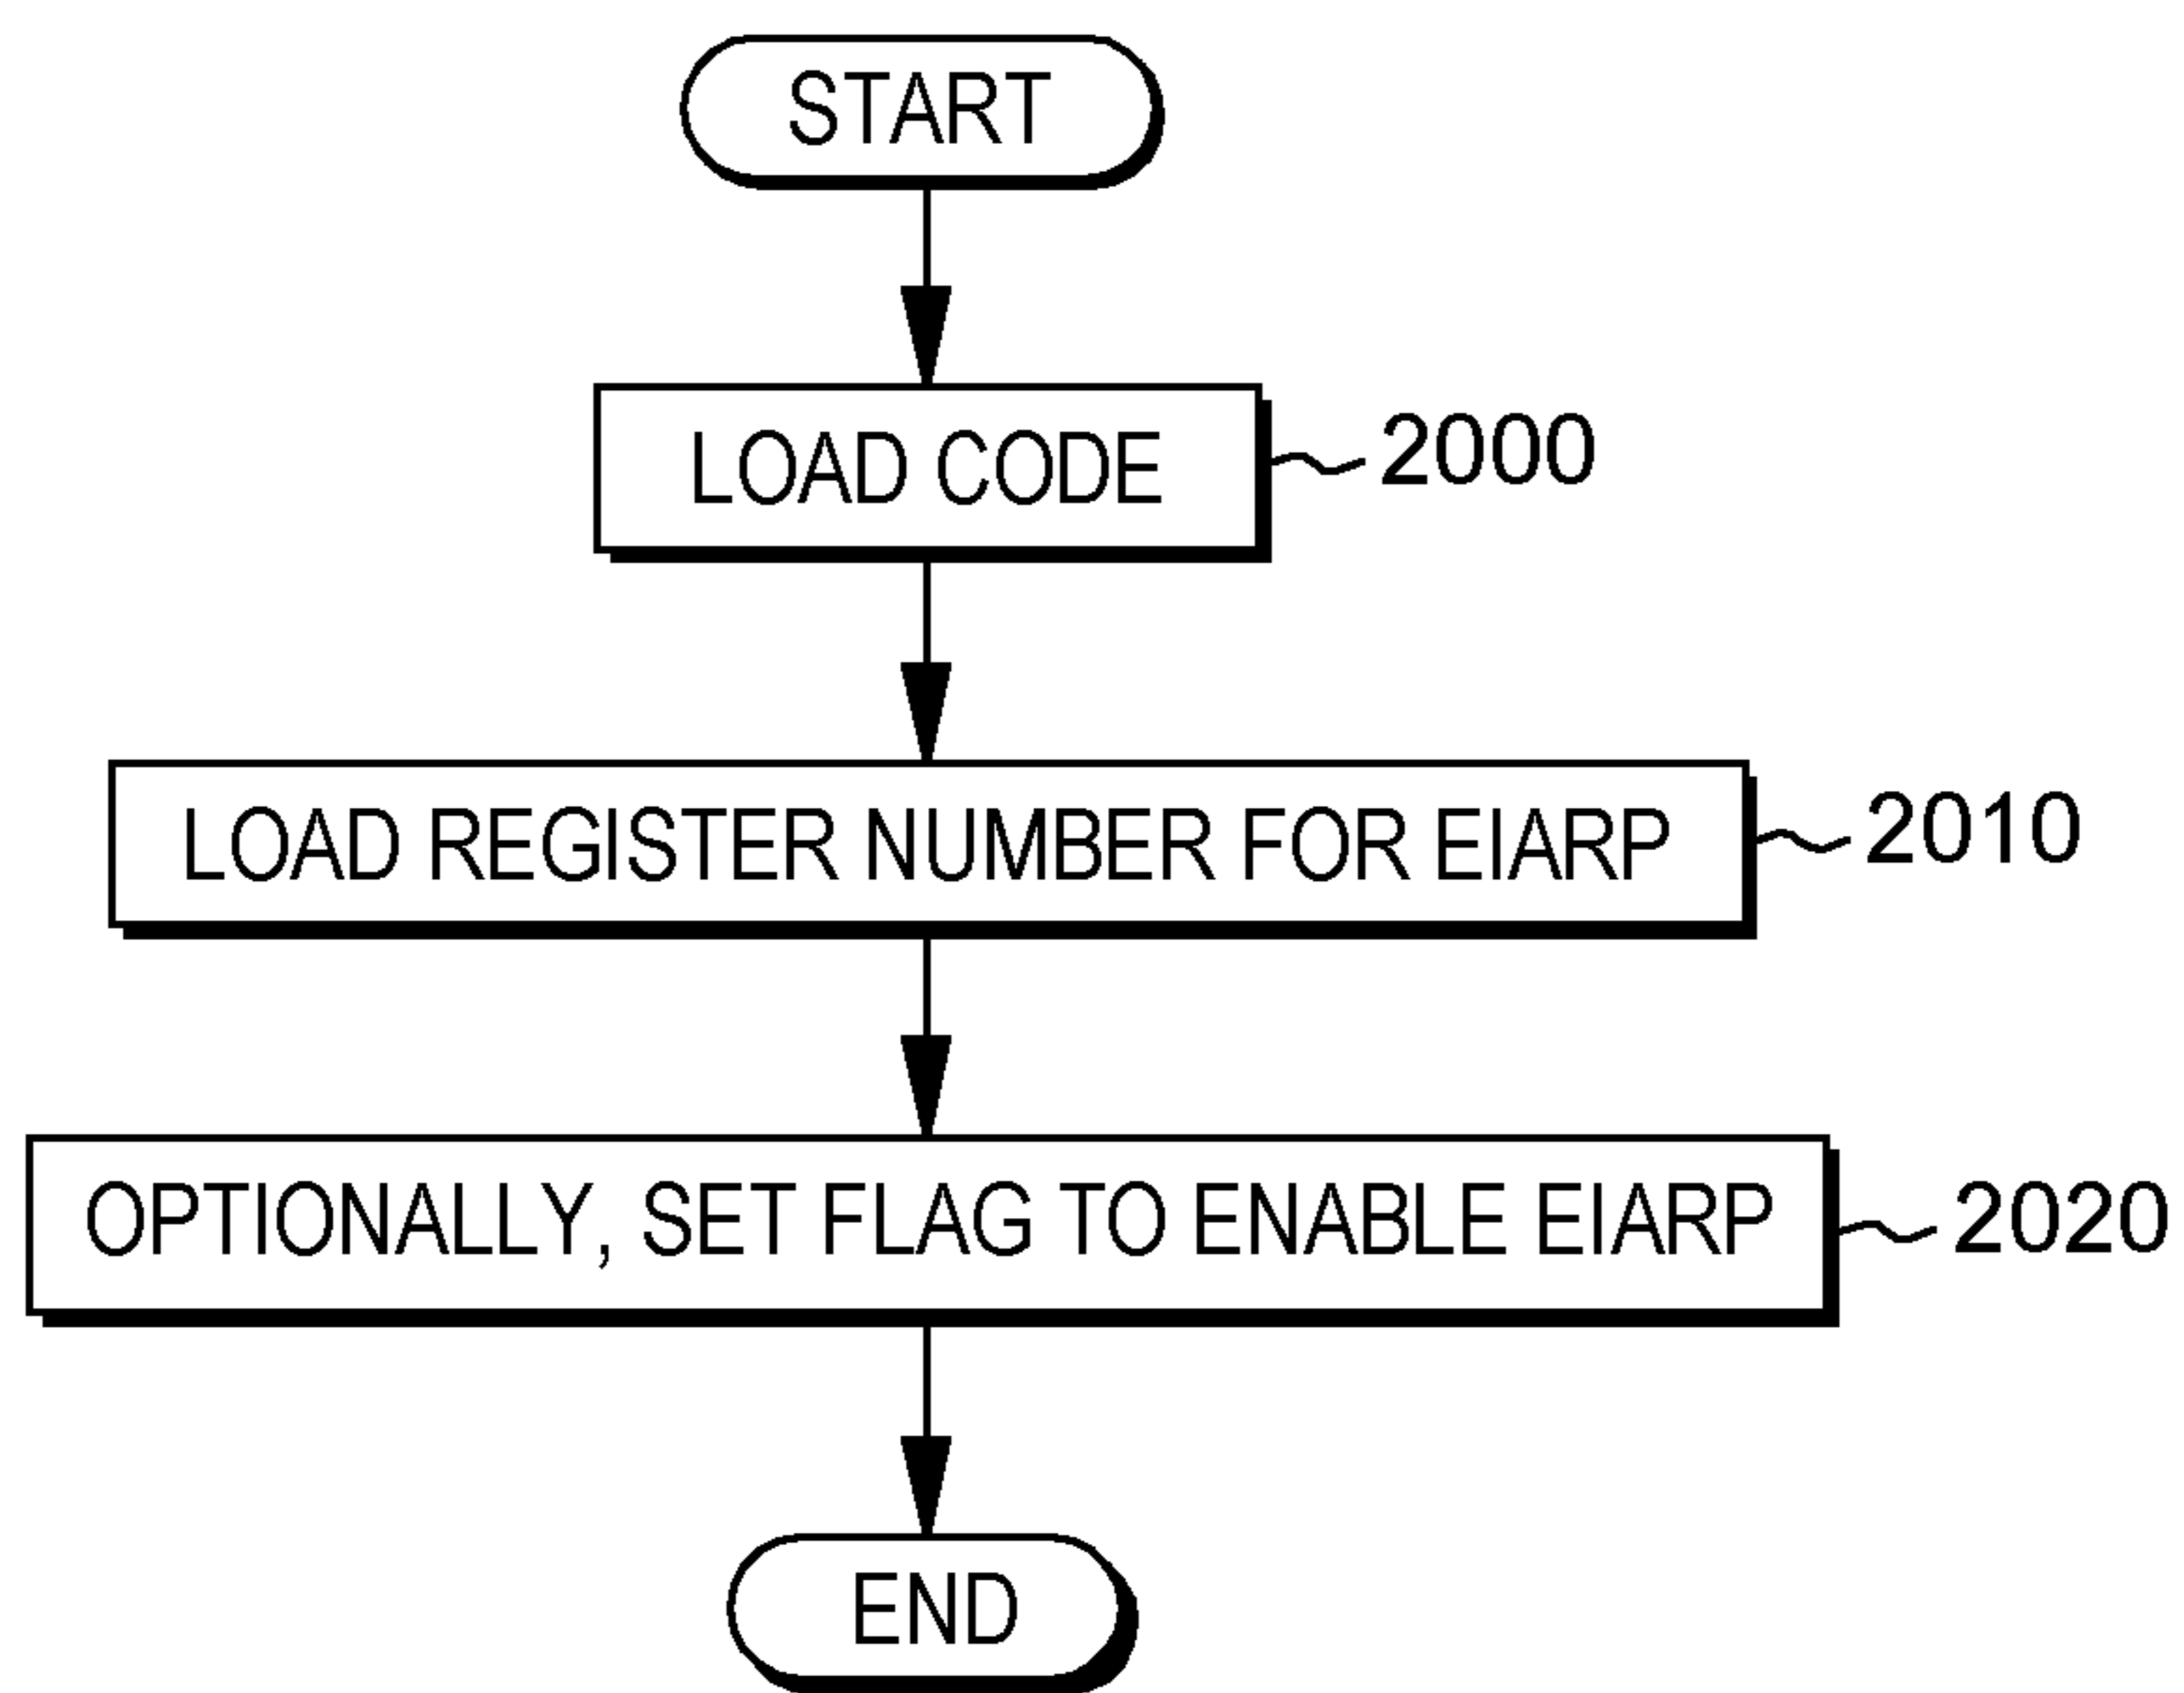 START
LOAD CODE
2000
LOAD REGISTER NUMBER FOR EIARP
2010
OPTIONALLY, SET FLAG TO ENABLE EIARP
2020
END